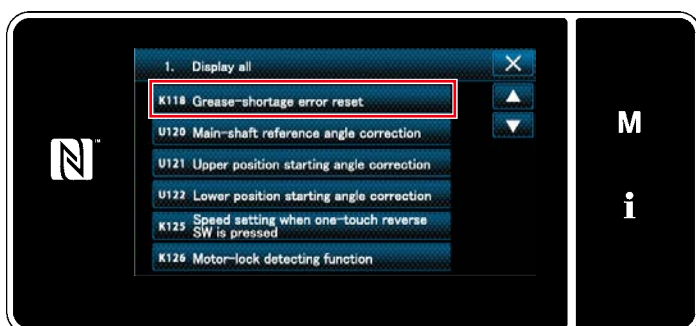 1. Display all
K118 Grease-shortage error reset
U120 Main-shaft reference angle correction
U121 Upper position starting angle correction
U122 Lower position starting angle correction
K125 Speed setting when one-touch reverse
SW is pressed
K126 Motor-lock detecting function
M
i
N